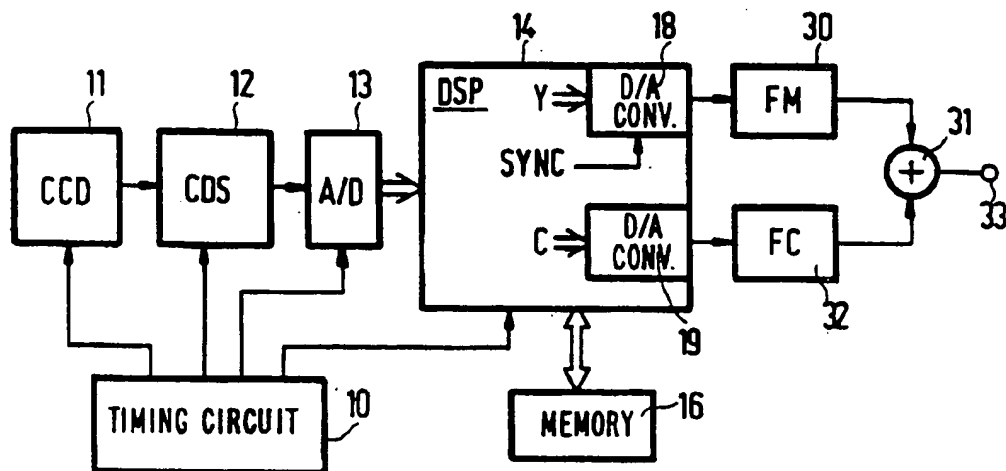 11
CCD
12
CDS
13
A/D
14
DSP
Y
18
D/A
CONV.
SYNC
C
D/A
CONV.
19
30
FM
31
+
33
FC
32
TIMING CIRCUIT
10
MEMORY
16